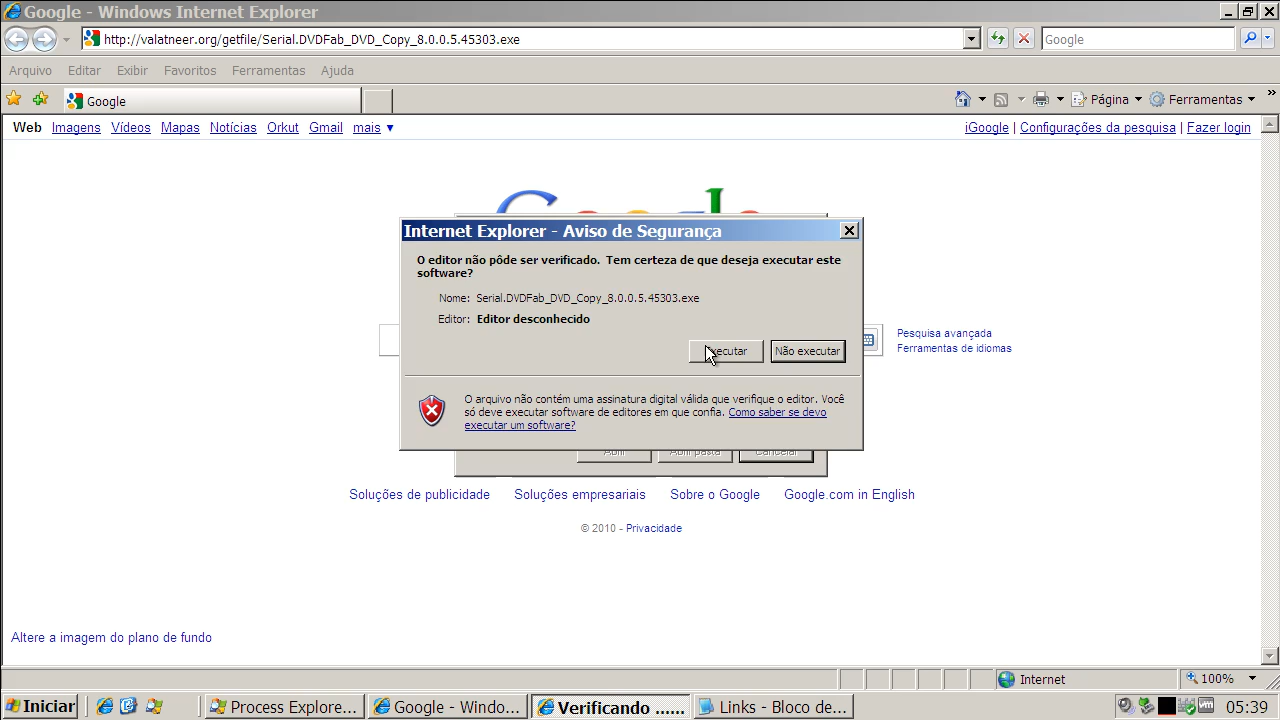 Google - Windows Internet Explorer
http://valatneer.org/getfile/Serial.DVDFab_DVD_Copy_8.0.0.5.45303.exe
Google
Arquivo Editar Exibir Favoritos Ferramentas Ajuda
Google
Página Ferramentas
Web Imagens Vídeos Mapas Notícias Orkut Gmail mais ▼
iGoogle | Configurações da pesquisa | Fazer login
Internet Explorer - Aviso de Segurança
O editor não pôde ser verificado. Tem certeza de que deseja executar este
software?
Nome: Serial.DVDFab_DVD_Copy_8.0.0.5.45303.exe
Editor: Editor desconhecido
Executar Não executar
Pesquisa avançada
Ferramentas de idiomas
O arquivo não contém uma assinatura digital válida que verifique o editor. Você
só deve executar software de editores em que confia. Como saber se devo
executar um software?
Abrir Abrir pasta Cancelar
Soluções de publicidade Soluções empresariais Sobre o Google Google.com in English
© 2010 - Privacidade
Altere a imagem do plano de fundo
Internet 100%
Iniciar Process Explore... Google - Windo... Verificando ...... Links - Bloco de... 05:39